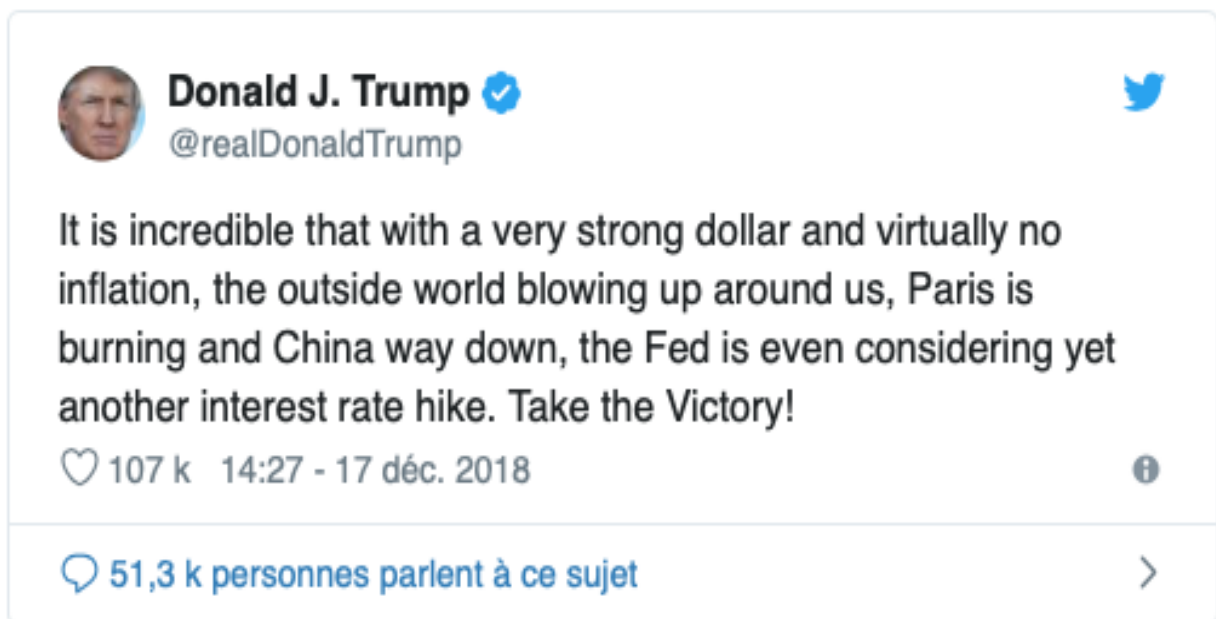 Donald J. Trump
@realDonaldTrump
It is incredible that with a very strong dollar and virtually no
inflation, the outside world blowing up around us, Paris is
burning and China way down, the Fed is even considering yet
another interest rate hike. Take the Victory!
107 k 14:27 - 17 déc. 2018
51,3 k personnes parlent à ce sujet